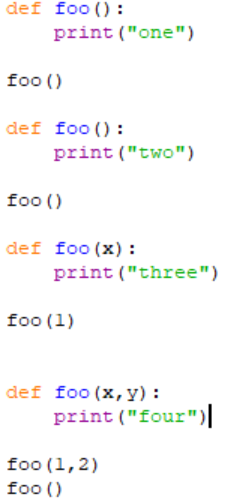 def foo():
    print("one")

foo()

def foo():
    print("two")

foo()

def foo(x):
    print("three")

foo(1)


def foo(x,y):
    print("four")

foo(1,2)
foo()